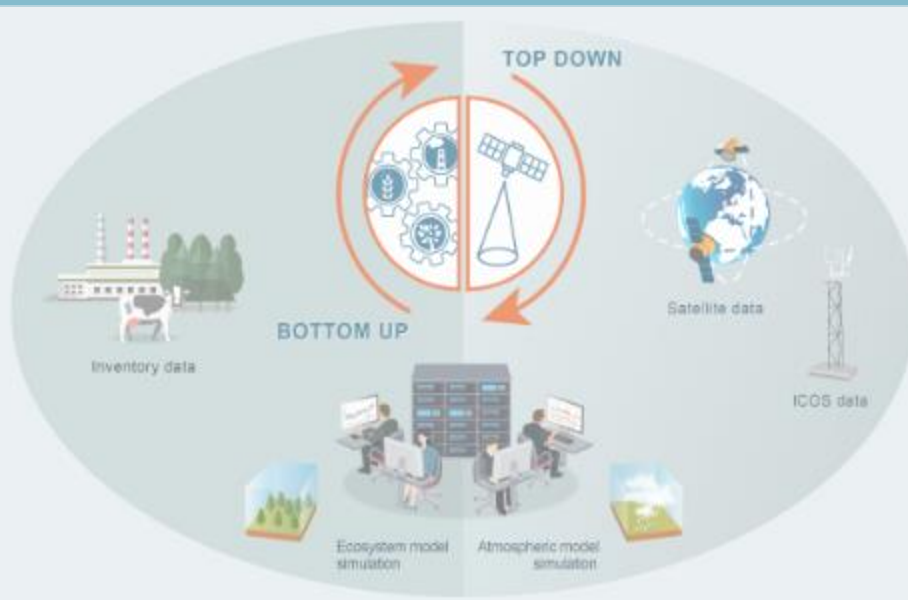 TOP DOWN
BOTTOM UP
Inventory data
Satellite data
ICOS data
Ecosystem model
simulation
Atmospheric model
simulation